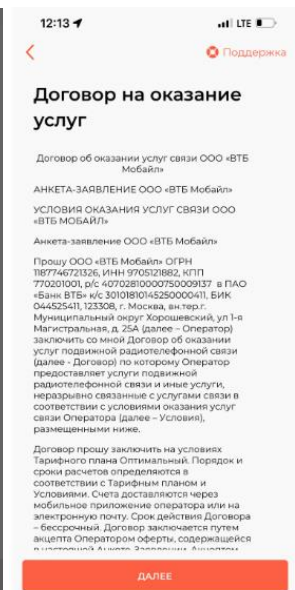 12:13
LTE
Поддержка
Договор на оказание
услуг
Договор об оказании услуг связи ООО «ВТБ
Мобайл»
АНКЕТА-ЗАЯВЛЕНИЕ ООО «ВТБ Мобайл»
УСЛОВИЯ ОКАЗАНИЯ УСЛУГ СВЯЗИ ООО
«ВТБ МОБАЙЛ»
Анкета-заявление ООО «ВТБ Мобайл»
Прошу ООО «ВТБ Мобайл» ОГРН
1187746721326, ИНН 9705121882, КПП
770201001, р/с 40702810000750009137 в ПАО
«Банк ВТБ» к/с 30101810145250000411, БИК
044525411, 123308, г. Москва, вн.тер.г.
Муниципальный округ Хорошевский, ул 1-я
Магистральная, д. 25А (далее – Оператор)
заключить со мной Договор об оказании
услуг подвижной радиотелефонной связи
(далее - Договор) по которому Оператор
предоставляет услуги подвижной
радиотелефонной связи и иные услуги,
неразрывно связанные с услугами связи в
соответствии с условиями оказания услуг
связи Оператора (далее – Условия),
размещенными ниже.
Договор прошу заключить на условиях
Тарифного плана Оптимальный. Порядок и
сроки расчетов определяются в
соответствии с Тарифным планом и
Условиями. Счета доставляются через
мобильное приложение оператора или на
электронную почту. Срок действия Договора
– бессрочный. Договор заключается путем
акцепта Оператором оферты, содержащейся
в настоящей Анкете-Заявлении. Акцептом
ДАЛЕЕ